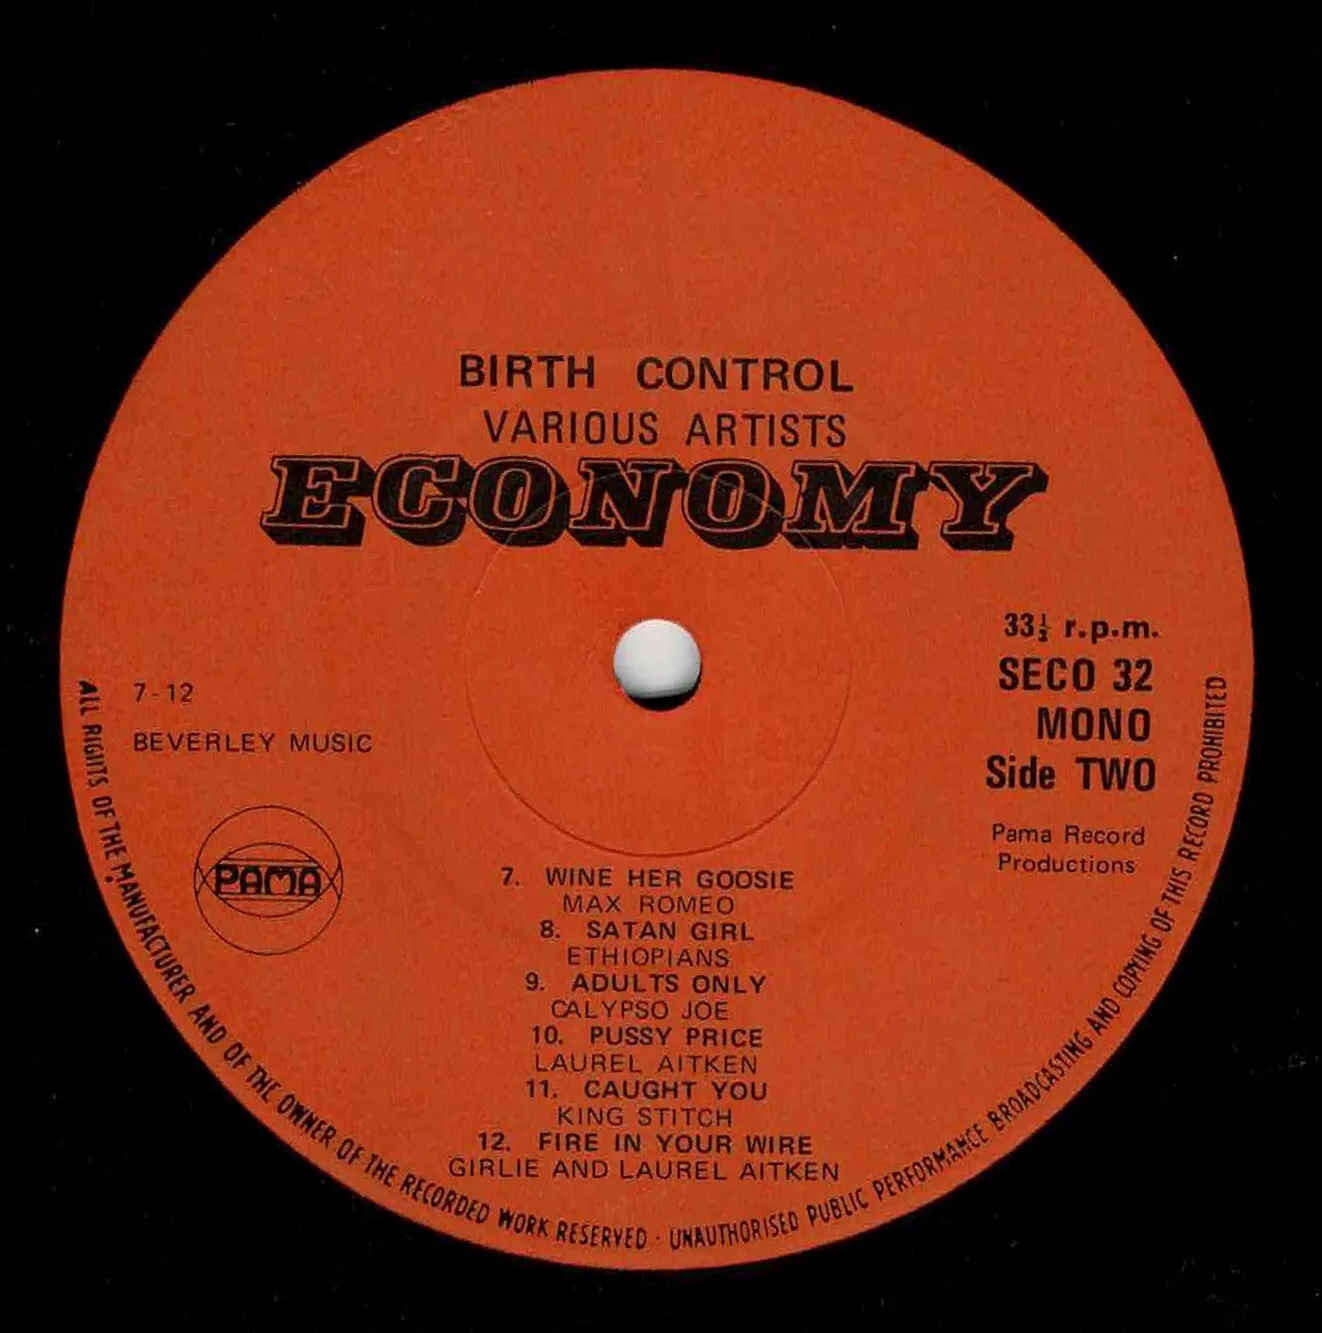 BIRTH CONTROL
VARIOUS ARTISTS
ECONOMY
33⅓ r.p.m.
SECO 32
MONO
Side TWO
Pama Record
Productions
7-12
BEVERLEY MUSIC
PAMA
7. WINE HER GOOSIE
MAX ROMEO
8. SATAN GIRL
ETHIOPIANS
9. ADULTS ONLY
CALYPSO JOE
10. PUSSY PRICE
LAUREL AITKEN
11. CAUGHT YOU
KING STITCH
12. FIRE IN YOUR WIRE
GIRLIE AND LAUREL AITKEN
ALL RIGHTS OF THE MANUFACTURER AND OF THE OWNER OF THE RECORDED WORK RESERVED · UNAUTHORISED PUBLIC PERFORMANCE BROADCASTING AND COPYING OF THIS RECORD PROHIBITED